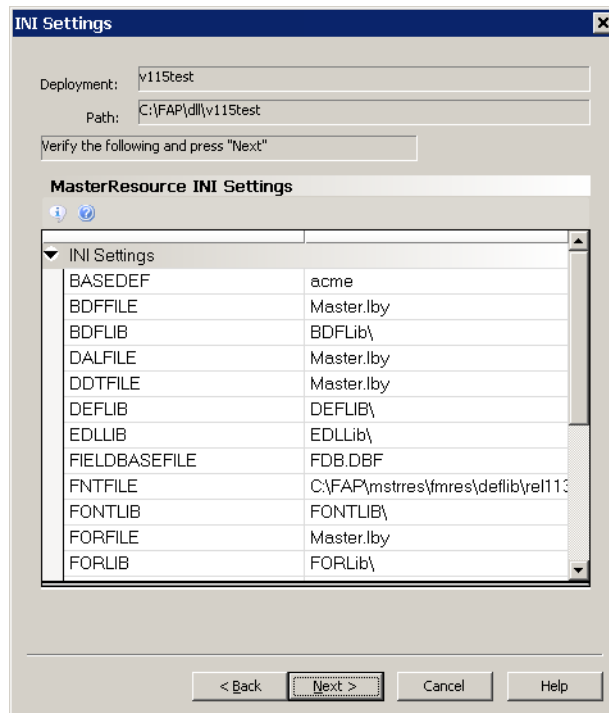 INI Settings
Deployment: v115test
Path: C:\FAP\dll\v115test
Verify the following and press "Next"
MasterResource INI Settings
INI Settings
BASEDEF acme
BDFFILE Master.lby
BDFLIB BDFLib\
DALFILE Master.lby
DDTFILE Master.lby
DEFLIB DEFLIB\
EDLLIB EDLLib\
FIELDBASEFILE FDB.DBF
FNTFILE C:\FAP\mstrres\fmres\deflib\rel113
FONTLIB FONTLIB\
FORFILE Master.lby
FORLIB FORLib\
< Back Next > Cancel Help